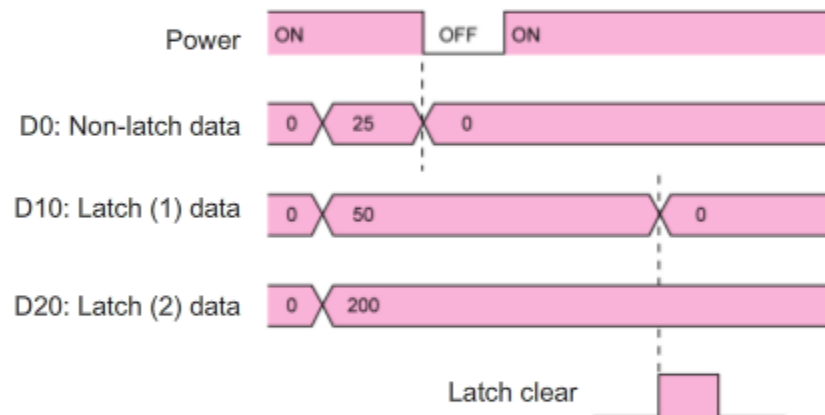 Power ON OFF ON
D0: Non-latch data 0 25 0
D10: Latch (1) data 0 50 0
D20: Latch (2) data 0 200
Latch clear